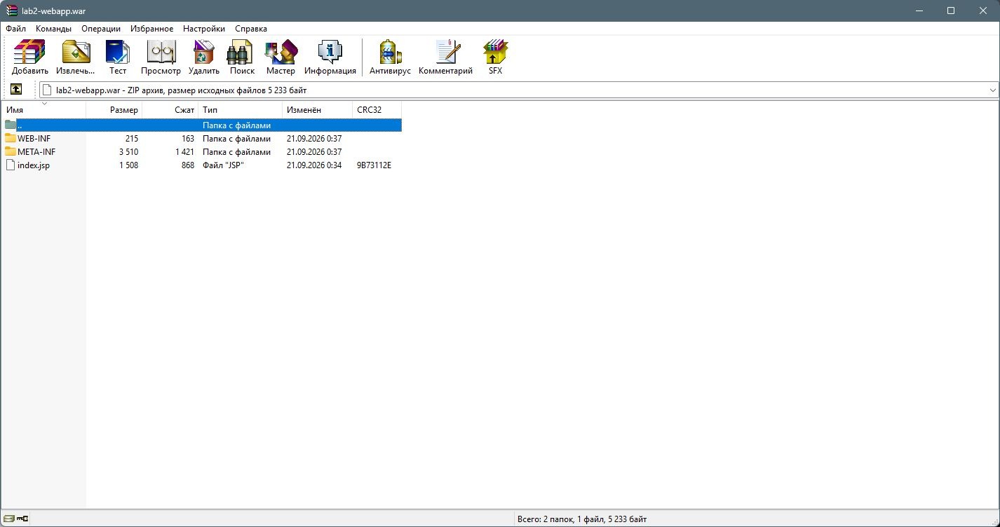 lab2-webapp.war
Файл Команды Операции Избранное Настройки Справка
Добавить Извлечь... Тест Просмотр Удалить Поиск Мастер Информация Антивирус Комментарий SFX
lab2-webapp.war - ZIP архив, размер исходных файлов 5 233 байт
Имя Размер Сжат Тип Изменён CRC32
.. Папка с файлами
WEB-INF 215 163 Папка с файлами 21.09.2026 0:37
META-INF 3 510 1 421 Папка с файлами 21.09.2026 0:37
index.jsp 1 508 868 Файл "JSP" 21.09.2026 0:34 9B73112E
Всего: 2 папок, 1 файл, 5 233 байт